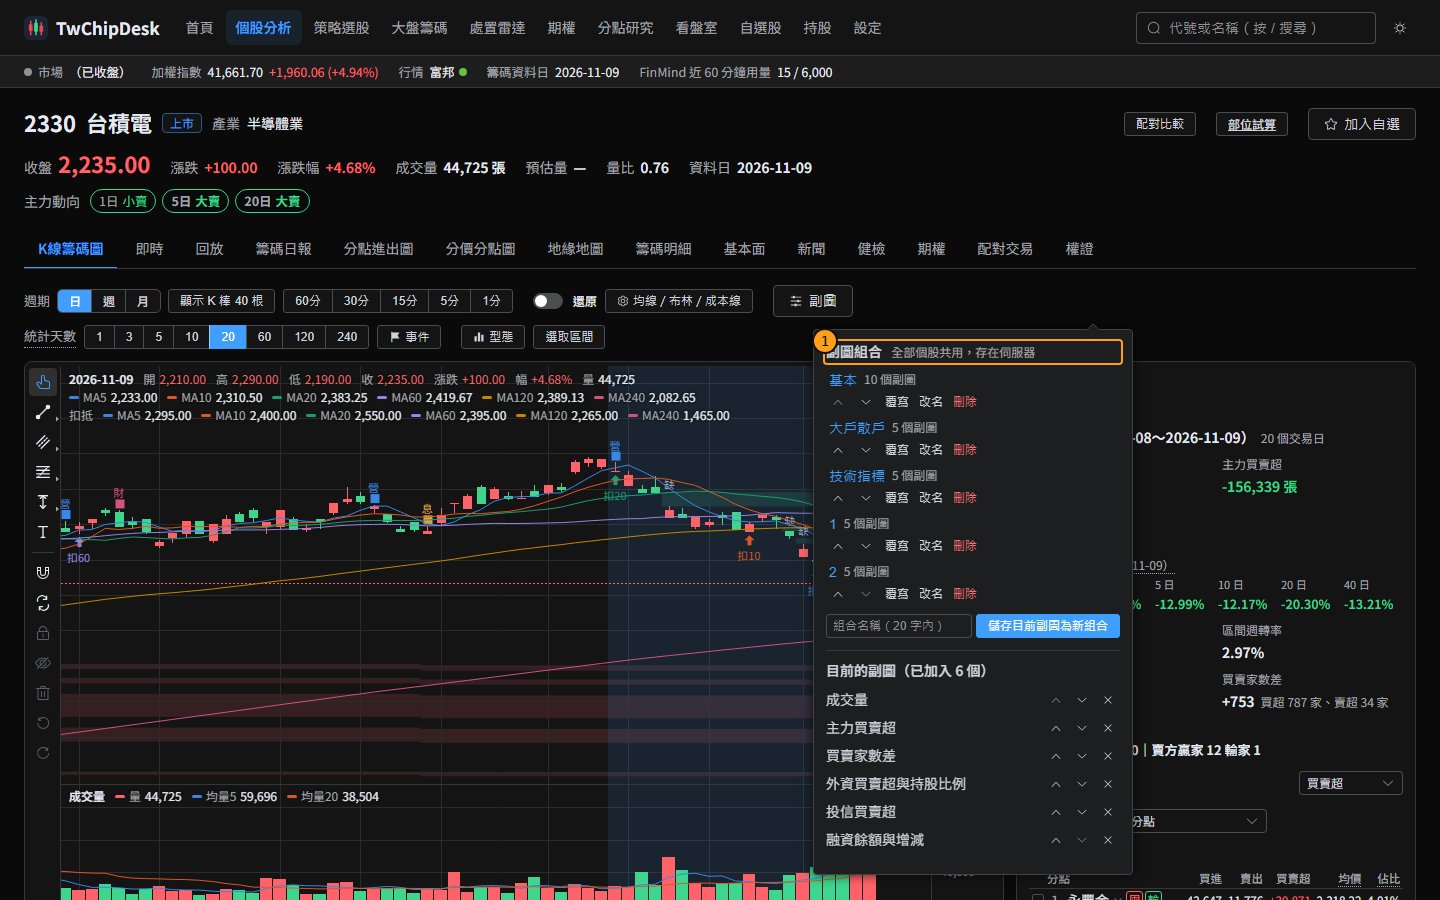 TwChipDesk 首頁 個股分析 策略選股 大盤籌碼 處置雷達 期權 分點研究 看盤室 自選股 持股 設定 代號或名稱（按 / 搜尋）
市場 （已收盤） 加權指數 41,661.70 +1,960.06 (+4.94%) 行情 富邦 籌碼資料日 2026-11-09 FinMind 近 60 分鐘用量 15 / 6,000
2330 台積電 上市 產業 半導體業 配對比較 部位試算 加入自選
收盤 2,235.00 漲跌 +100.00 漲跌幅 +4.68% 成交量 44,725 張 預估量 — 量比 0.76 資料日 2026-11-09
主力動向 1日 小賣 5日 大賣 20日 大賣
K線籌碼圖 即時 回放 籌碼日報 分點進出圖 分價分點圖 地緣地圖 籌碼明細 基本面 新聞 健檢 期權 配對交易 權證
週期 日 週 月 顯示 K 棒 40 根 60分 30分 15分 5分 1分 還原 均線 / 布林 / 成本線 副圖
統計天數 1 3 5 10 20 60 120 240 事件 型態 選取區間
1
副圖組合 全部個股共用，存在伺服器
2026-11-09 開 2,210.00 高 2,290.00 低 2,190.00 收 2,235.00 漲跌 +100.00 幅 +4.68% 量 44,725
MA5 2,233.00 MA10 2,310.50 MA20 2,383.25 MA60 2,419.67 MA120 2,389.13 MA240 2,082.65
扣抵 MA5 2,295.00 MA10 2,400.00 MA20 2,550.00 MA60 2,395.00 MA120 2,265.00 MA240 1,465.00
營
財
營
息
營
缺
缺
缺
扣60
扣20
扣10
基本 10 個副圖
覆寫 改名 刪除
大戶散戶 5 個副圖
覆寫 改名 刪除
技術指標 5 個副圖
覆寫 改名 刪除
1 5 個副圖
覆寫 改名 刪除
2 5 個副圖
覆寫 改名 刪除
組合名稱（20 字內） 儲存目前副圖為新組合
目前的副圖（已加入 6 個）
成交量
主力買賣超
買賣家數差
外資買賣超與持股比例
投信買賣超
融資餘額與增減
-08～2026-11-09） 20 個交易日
主力買賣超
-156,339 張
11-09）
5 日 10 日 20 日 40 日
% -12.99% -12.17% -20.30% -13.21%
區間週轉率
2.97%
買賣家數差
+753 買超 787 家、賣超 34 家
0 | 賣方贏家 12 輸家 1
買賣超
分點
分點 買進 賣出 買賣超 均價 佔比
成交量 量 44,725 均量5 59,696 均量20 38,504